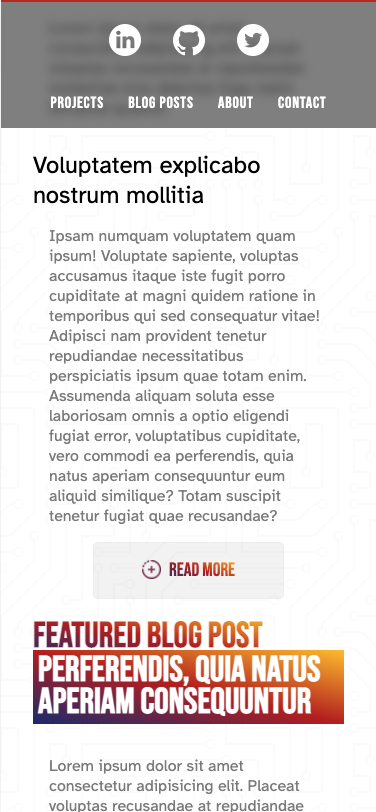 PROJECTS BLOG POSTS ABOUT CONTACT
Voluptatem explicabo
nostrum mollitia
Ipsam numquam voluptatem quam
ipsum! Voluptate sapiente, voluptas
accusamus itaque iste fugit porro
cupiditate at magni quidem ratione in
temporibus qui sed consequatur vitae!
Adipisci nam provident tenetur
repudiandae necessitatibus
perspiciatis ipsum quae totam enim.
Assumenda aliquam soluta esse
laboriosam omnis a optio eligendi
fugiat error, voluptatibus cupiditate,
vero commodi ea perferendis, quia
natus aperiam consequuntur eum
aliquid similique? Totam suscipit
tenetur fugiat quae recusandae?
READ MORE
FEATURED BLOG POST
PERFERENDIS, QUIA NATUS
APERIAM CONSEQUUNTUR
Lorem ipsum dolor sit amet
consectetur adipisicing elit. Placeat
voluptas recusandae at repudiandae